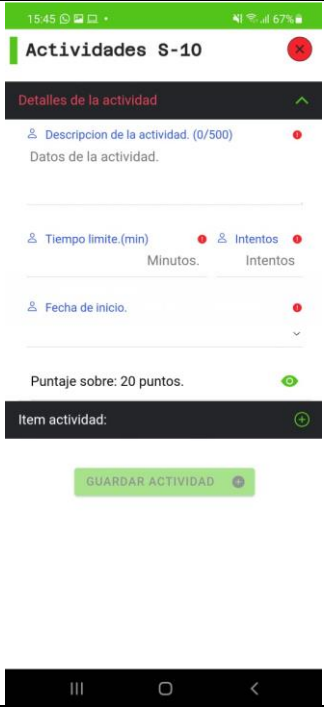 15:45 67%
Actividades S-10
Detalles de la actividad
Descripcion de la actividad. (0/500)
Datos de la actividad.
Tiempo limite.(min) Intentos
Minutos. Intentos
Fecha de inicio.
Puntaje sobre: 20 puntos.
Item actividad:
GUARDAR ACTIVIDAD